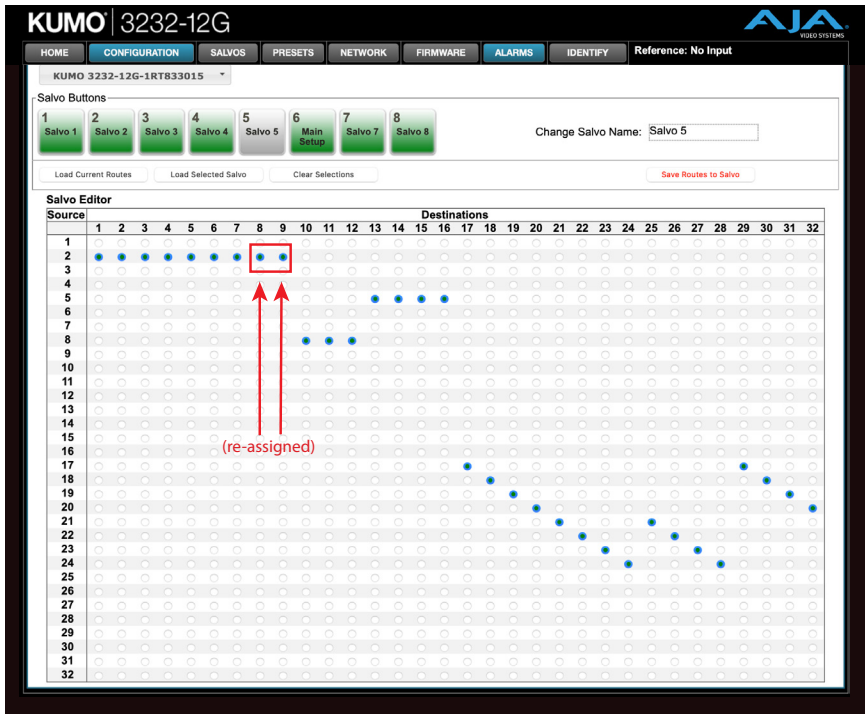 KUMO® 3232-12G
AJA
VIDEO SYSTEMS
HOME CONFIGURATION SALVOS PRESETS NETWORK FIRMWARE ALARMS IDENTIFY Reference: No Input
KUMO 3232-12G-1RT833015
Salvo Buttons
1 2 3 4 5 6 7 8
Salvo 1 Salvo 2 Salvo 3 Salvo 4 Salvo 5 Main Setup Salvo 7 Salvo 8
Change Salvo Name: Salvo 5
Load Current Routes Load Selected Salvo Clear Selections Save Routes to Salvo
Salvo Editor
Source Destinations
1 2 3 4 5 6 7 8 9 10 11 12 13 14 15 16 17 18 19 20 21 22 23 24 25 26 27 28 29 30 31 32
1
2
3
4
5
6
7
8
9
10
11
12
13
14
15
(re-assigned)
16
17
18
19
20
21
22
23
24
25
26
27
28
29
30
31
32